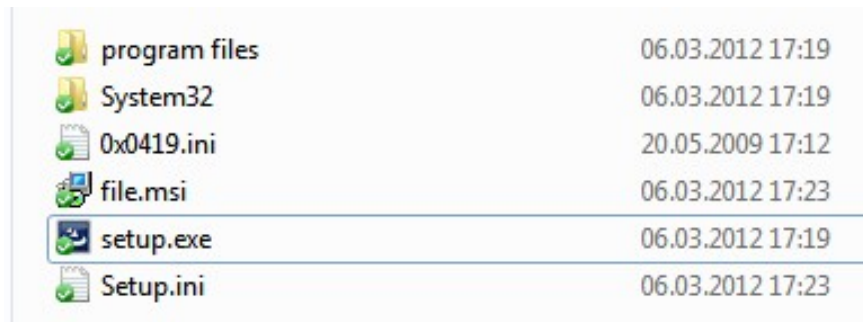 program files 06.03.2012 17:19
System32 06.03.2012 17:19
0x0419.ini 20.05.2009 17:12
file.msi 06.03.2012 17:23
setup.exe 06.03.2012 17:19
Setup.ini 06.03.2012 17:23